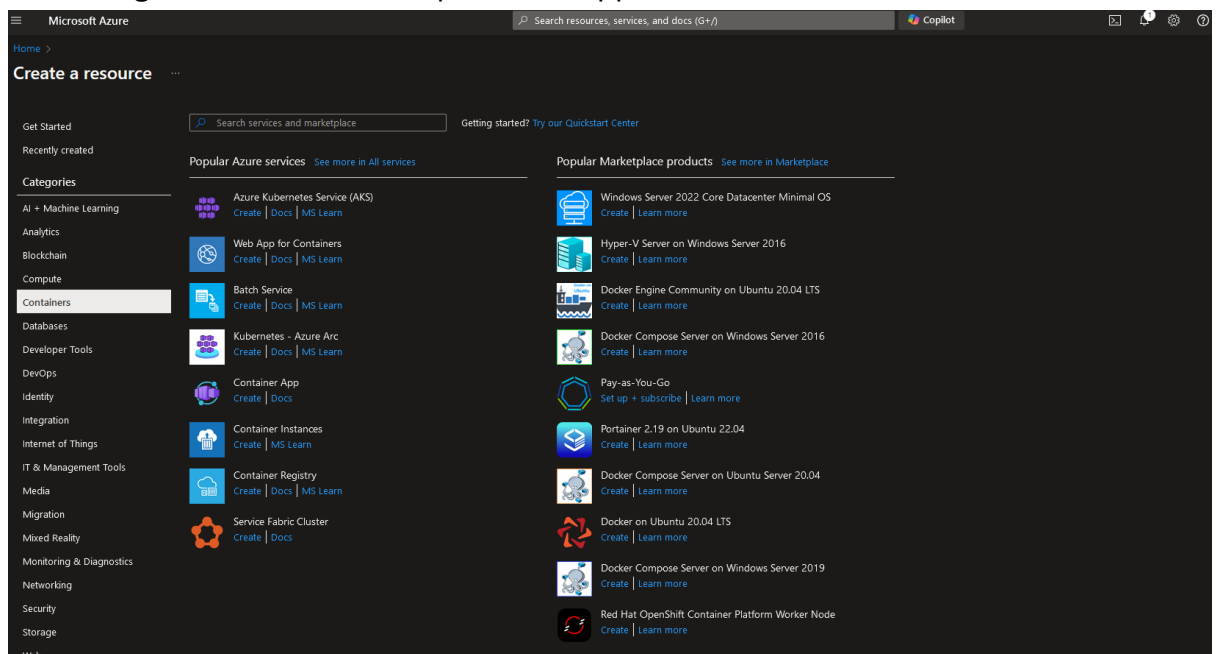 Microsoft Azure
Search resources, services, and docs (G+/)
Copilot
1
Home >
Create a resource ...
Get Started
Recently created
Categories
AI + Machine Learning
Analytics
Blockchain
Compute
Containers
Databases
Developer Tools
DevOps
Identity
Integration
Internet of Things
IT & Management Tools
Media
Migration
Mixed Reality
Monitoring & Diagnostics
Networking
Security
Storage
Search services and marketplace
Getting started? Try our Quickstart Center
Popular Azure services See more in All services
Azure Kubernetes Service (AKS)
Create | Docs | MS Learn
Web App for Containers
Create | Docs | MS Learn
Batch Service
Create | Docs | MS Learn
Kubernetes - Azure Arc
Create | Docs | MS Learn
Container App
Create | Docs
Container Instances
Create | MS Learn
Container Registry
Create | Docs | MS Learn
Service Fabric Cluster
Create | Docs
Popular Marketplace products See more in Marketplace
Windows Server 2022 Core Datacenter Minimal OS
Create | Learn more
Hyper-V Server on Windows Server 2016
Create | Learn more
Docker Engine Community on Ubuntu 20.04 LTS
Create | Learn more
Docker Compose Server on Windows Server 2016
Create | Learn more
Pay-as-You-Go
Set up + subscribe | Learn more
Portainer 2.19 on Ubuntu 22.04
Create | Learn more
Docker Compose Server on Ubuntu Server 20.04
Create | Learn more
Docker on Ubuntu 20.04 LTS
Create | Learn more
Docker Compose Server on Windows Server 2019
Create | Learn more
Red Hat OpenShift Container Platform Worker Node
Create | Learn more